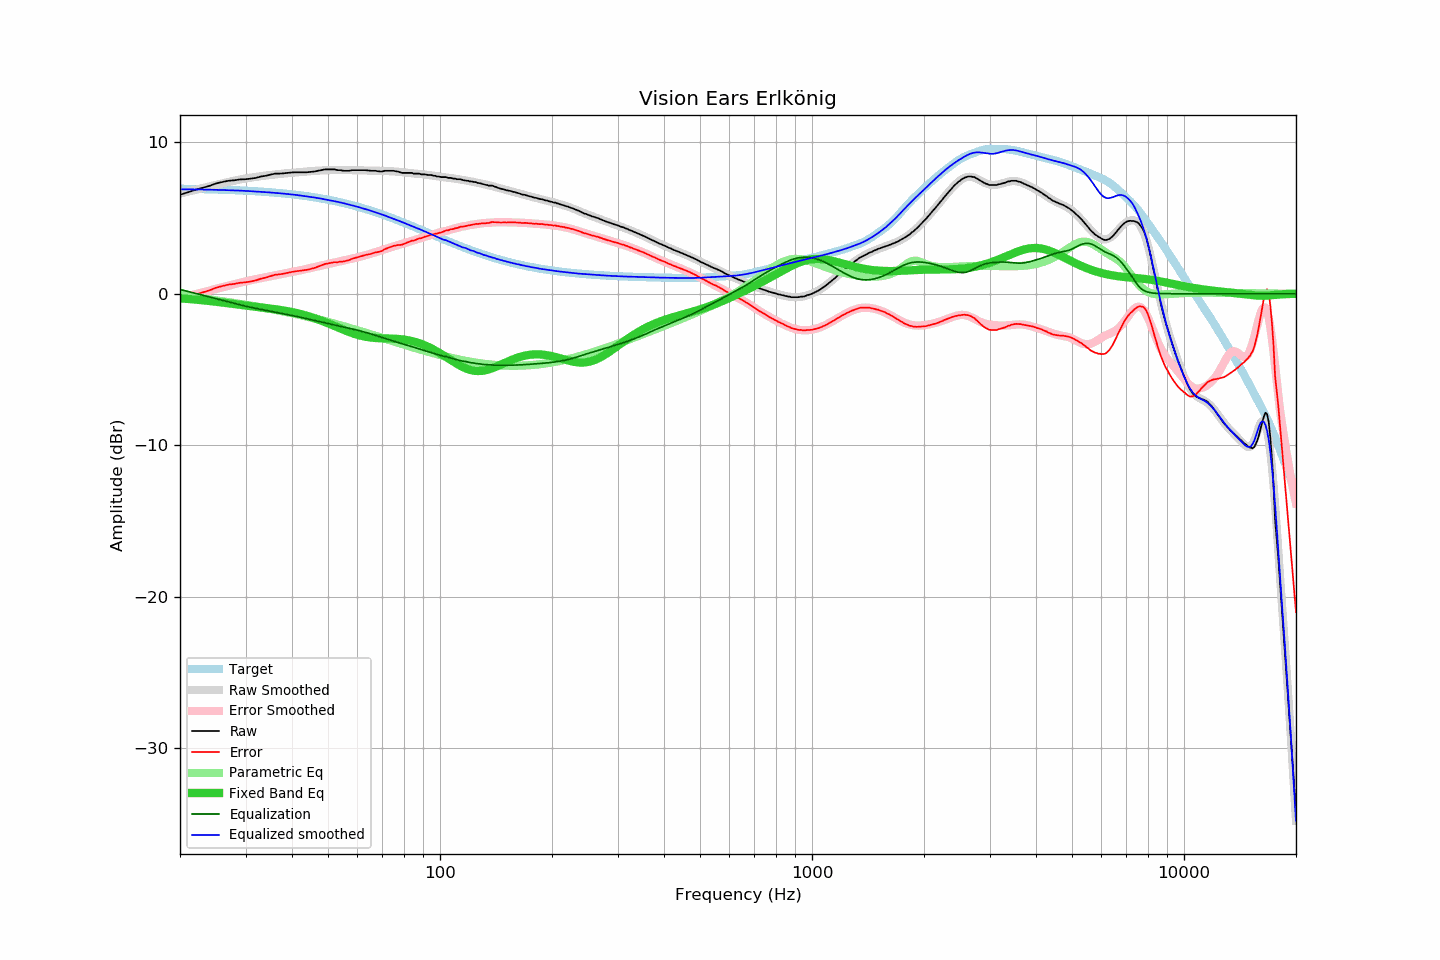 Vision Ears Erlkönig
10
0
−10
−20
−30
Amplitude (dBr)
Target
Raw Smoothed
Error Smoothed
Raw
Error
Parametric Eq
Fixed Band Eq
Equalization
Equalized smoothed
100
1000
10000
Frequency (Hz)